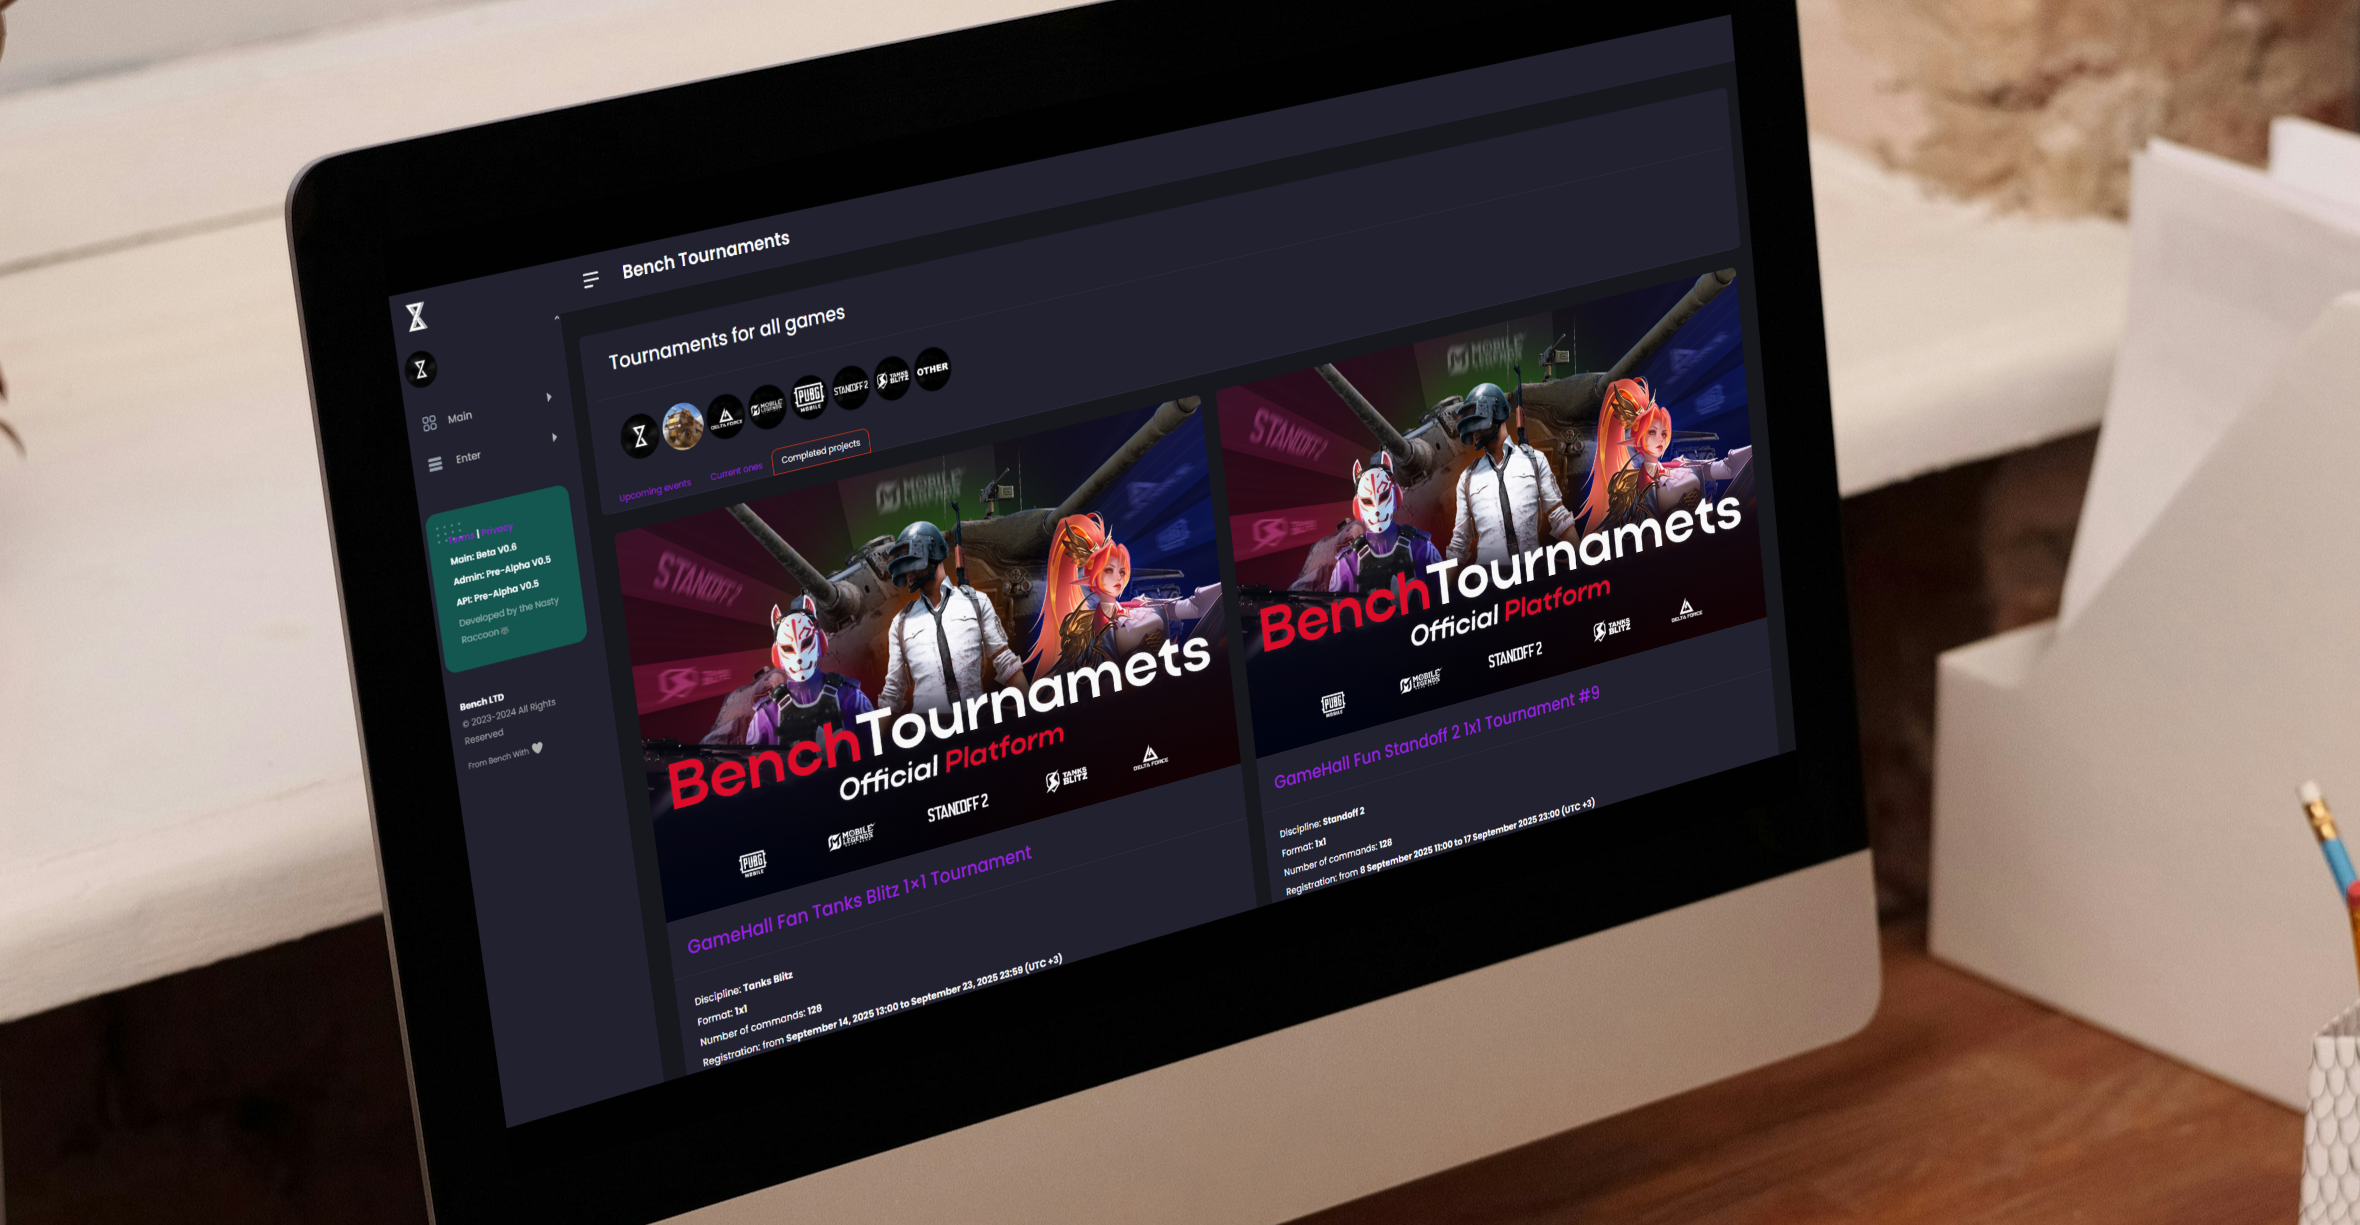 Bench Tournaments
Main
Enter
Terms | Privacy
Main: Beta V0.6
Admin: Pre-Alpha V0.5
API: Pre-Alpha V0.5
Developed by the Nasty
Raccoon
Bench LTD
© 2023-2024 All Rights
Reserved
From Bench With
Tournaments for all games
DELTA FORCE
MOBILE LEGENDS
PUBG MOBILE
STANDOFF 2
TANKS BLITZ
OTHER
Upcoming events
Current ones
Completed projects
STANDOFF 2
MOBILE
BenchTournamets
Official Platform
PUBG MOBILE
MOBILE LEGENDS
STANDOFF 2
TANKS BLITZ
DELTA FORCE
GameHall Fan Tanks Blitz 1×1 Tournament
Discipline: Tanks Blitz
Format: 1x1
Number of commands: 128
Registration: from September 14, 2025 13:00 to September 23, 2025 23:59 (UTC +3)
STANDOFF 2
MOBILE
BenchTournamets
Official Platform
PUBG MOBILE
MOBILE LEGENDS
STANDOFF 2
TANKS BLITZ
DELTA FORCE
GameHall Fun Standoff 2 1x1 Tournament #9
Discipline: Standoff 2
Format: 1x1
Number of commands: 128
Registration: from 8 September 2025 11:00 to 17 September 2025 23:00 (UTC +3)